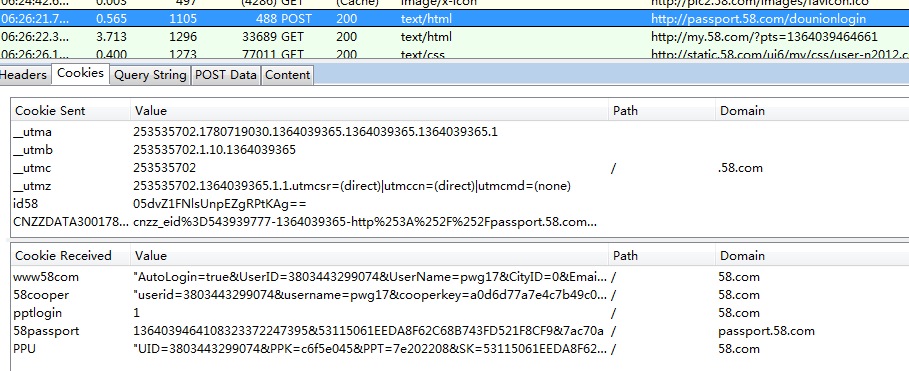 06:24:42.6... 0.003 497 (4286) GET (Cache) image/x-icon http://pic2.58.com/images/favicon.ico
06:26:21.7... 0.565 1105 488 POST 200 text/html http://passport.58.com/dounionlogin
06:26:22.3... 3.713 1296 33689 GET 200 text/html http://my.58.com/?pts=1364039464661
06:26:26.1... 0.400 1273 77011 GET 200 text/css http://static.58.com/ui6/my/css/user-n2012.c
Headers Cookies Query String POST Data Content
Cookie Sent Value Path Domain
__utma 253535702.1780719030.1364039365.1364039365.1364039365.1
__utmb 253535702.1.10.1364039365
__utmc 253535702 / .58.com
__utmz 253535702.1364039365.1.1.utmcsr=(direct)|utmccn=(direct)|utmcmd=(none)
id58 05dvZ1FNlsUnpEZgRPtKAg==
CNZZDATA300178... cnzz_eid%3D543939777-1364039365-http%253A%252F%252Fpassport.58.com...
Cookie Received Value Path Domain
www58com "AutoLogin=true&UserID=3803443299074&UserName=pwg17&CityID=0&Emai... / 58.com
58cooper "userid=3803443299074&username=pwg17&cooperkey=a0d6d77a7e4c7b49c0... / 58.com
pptlogin 1 / 58.com
58passport 1364039464108323372247395&53115061EEDA8F62C68B743FD521F8CF9&7ac70a / passport.58.com
PPU "UID=3803443299074&PPK=c6f5e045&PPT=7e202208&SK=53115061EEDA8F62... / 58.com